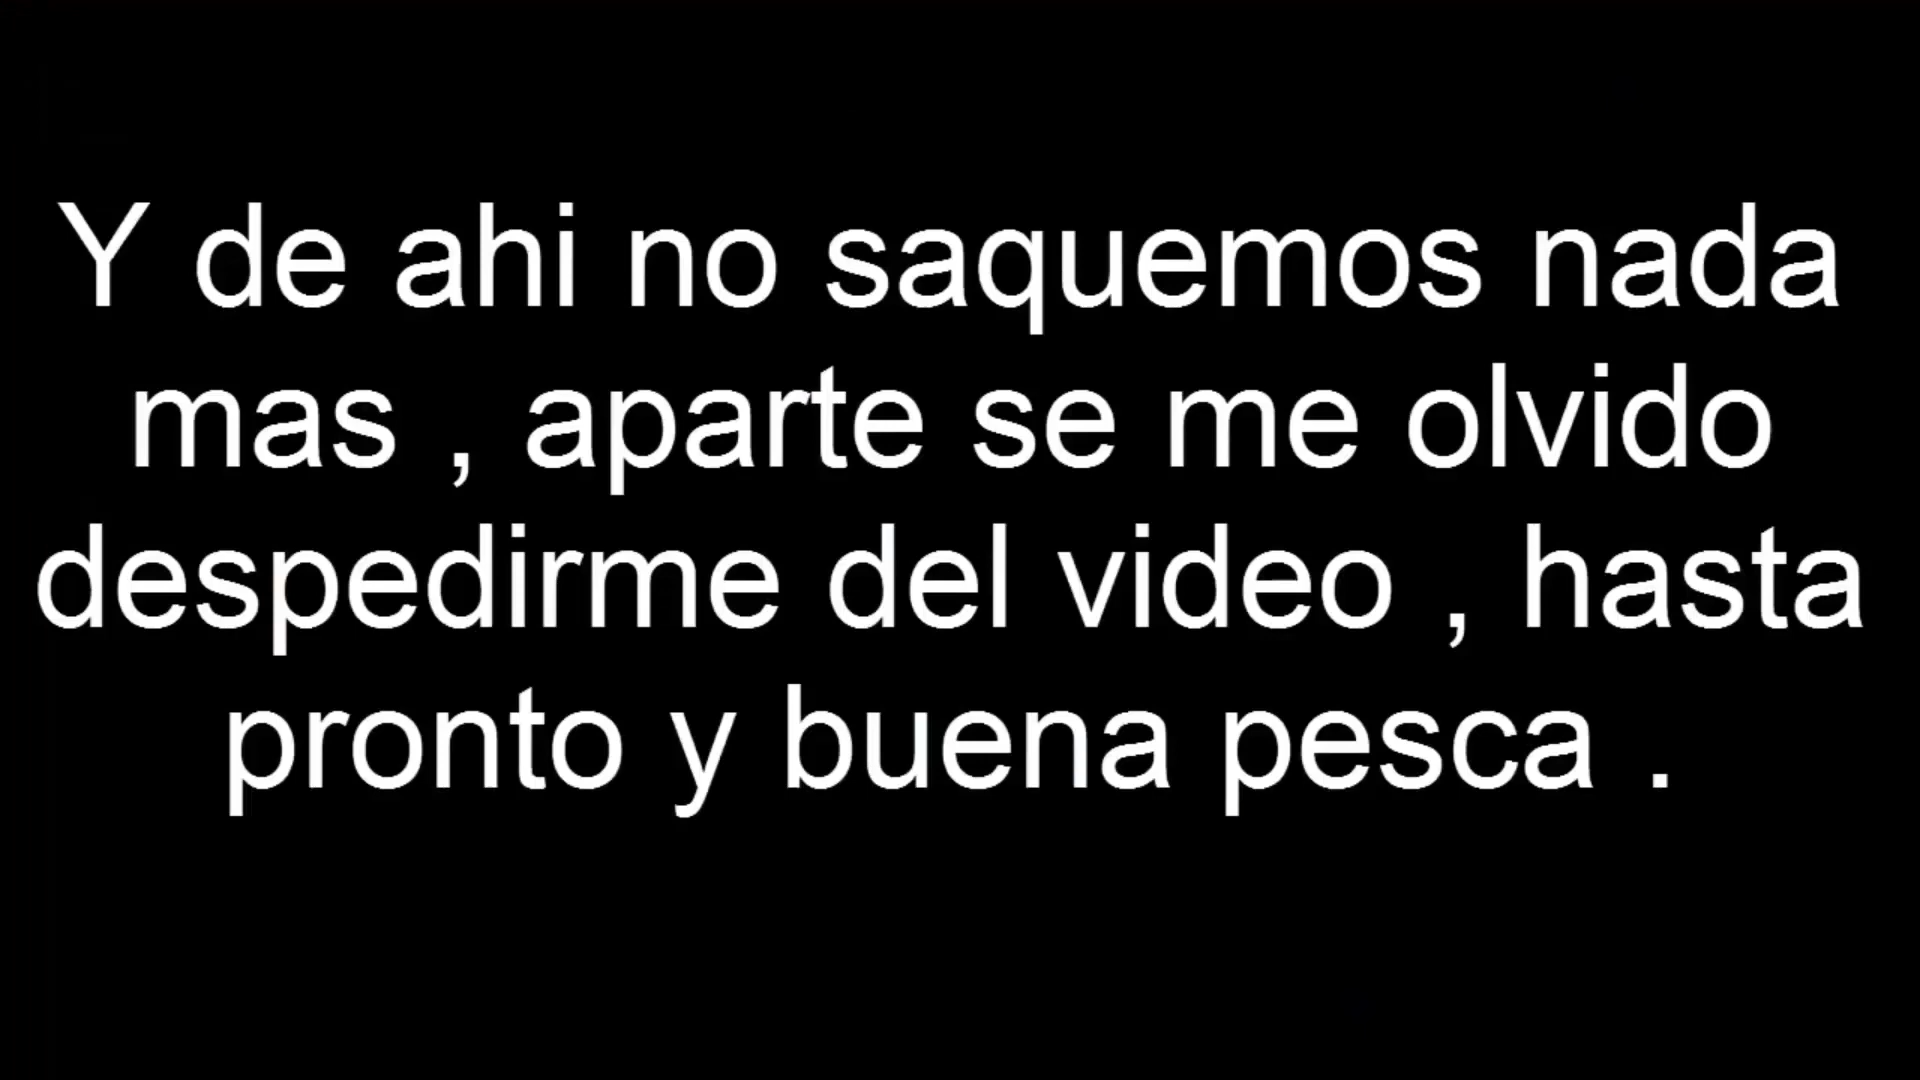 Y de ahi no saquemos nada
mas , aparte se me olvido
despedirme del video , hasta
pronto y buena pesca .